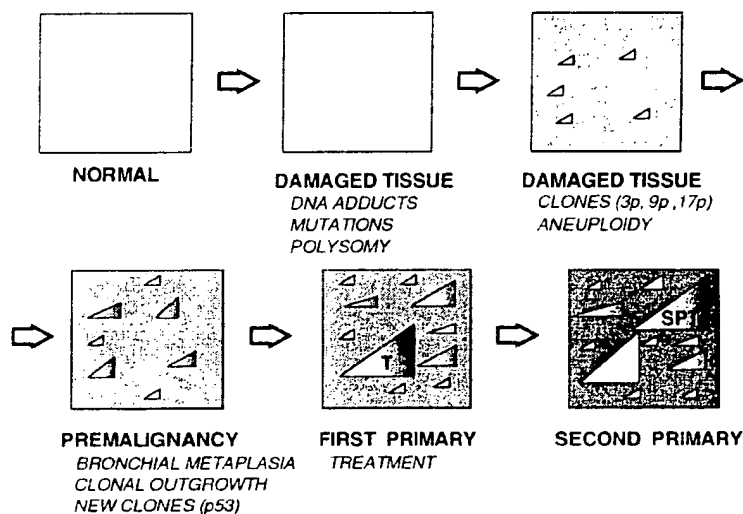 NORMAL
DAMAGED TISSUE
DNA ADDUCTS
MUTATIONS
POLYSOMY
DAMAGED TISSUE
CLONES (3p, 9p ,17p)
ANEUPLOIDY
PREMALIGNANCY
BRONCHIAL METAPLASIA
CLONAL OUTGROWTH
NEW CLONES (p53)
T
FIRST PRIMARY
TREATMENT
SPT
SECOND PRIMARY